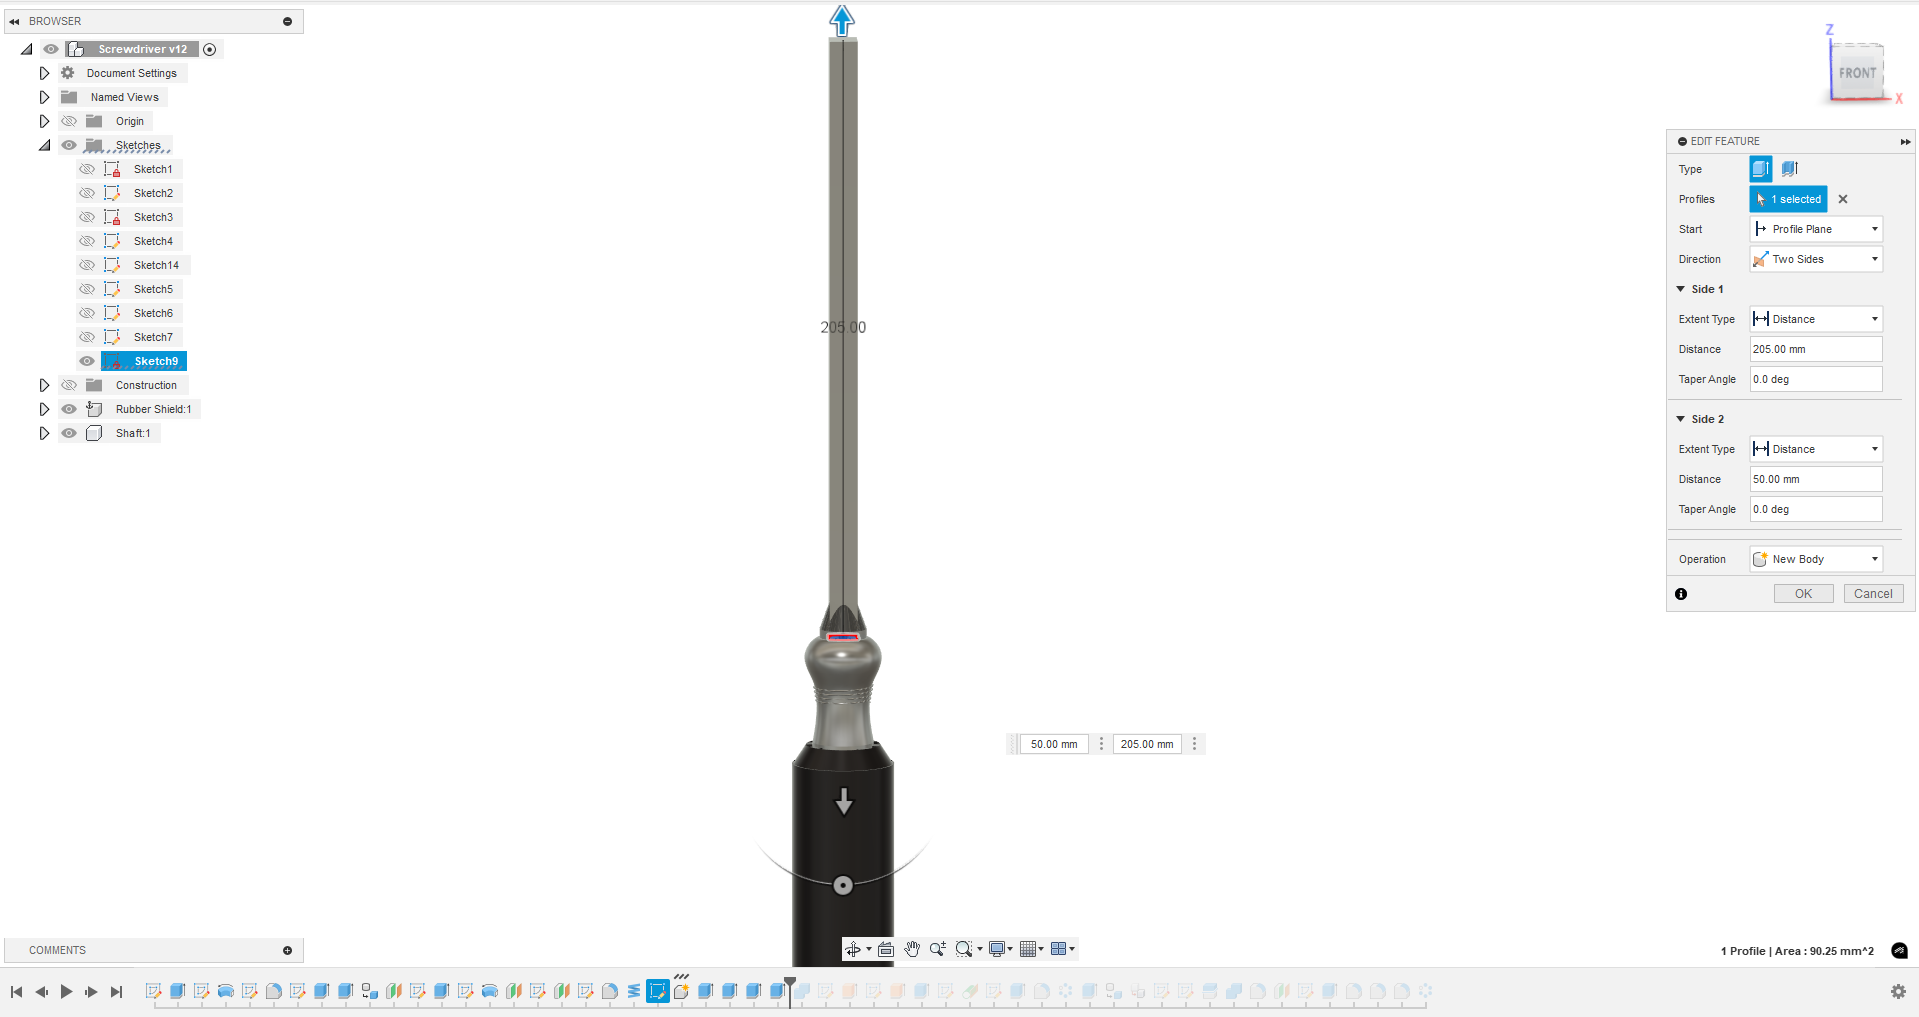 BROWSER
Screwdriver v12
Document Settings
Named Views
Origin
Sketches
Sketch1
Sketch2
Sketch3
Sketch4
Sketch14
Sketch5
Sketch6
Sketch7
Sketch9
Construction
Rubber Shield:1
Shaft:1
205.00
50.00 mm
205.00 mm
Z
FRONT
X
EDIT FEATURE
Type
Profiles 1 selected
Start Profile Plane
Direction Two Sides
Side 1
Extent Type Distance
Distance 205.00 mm
Taper Angle 0.0 deg
Side 2
Extent Type Distance
Distance 50.00 mm
Taper Angle 0.0 deg
Operation New Body
OK Cancel
COMMENTS
1 Profile | Area : 90.25 mm^2